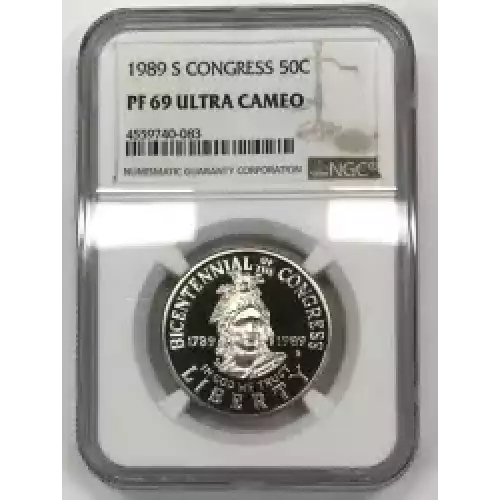 1989 S CONGRESS 50C
PF 69 ULTRA CAMEO
4559740-083
NUMISMATIC GUARANTY CORPORATION
NGC
BICENTENNIAL OF THE CONGRESS
1789 1989
S
IN GOD WE TRUST
LIBERTY